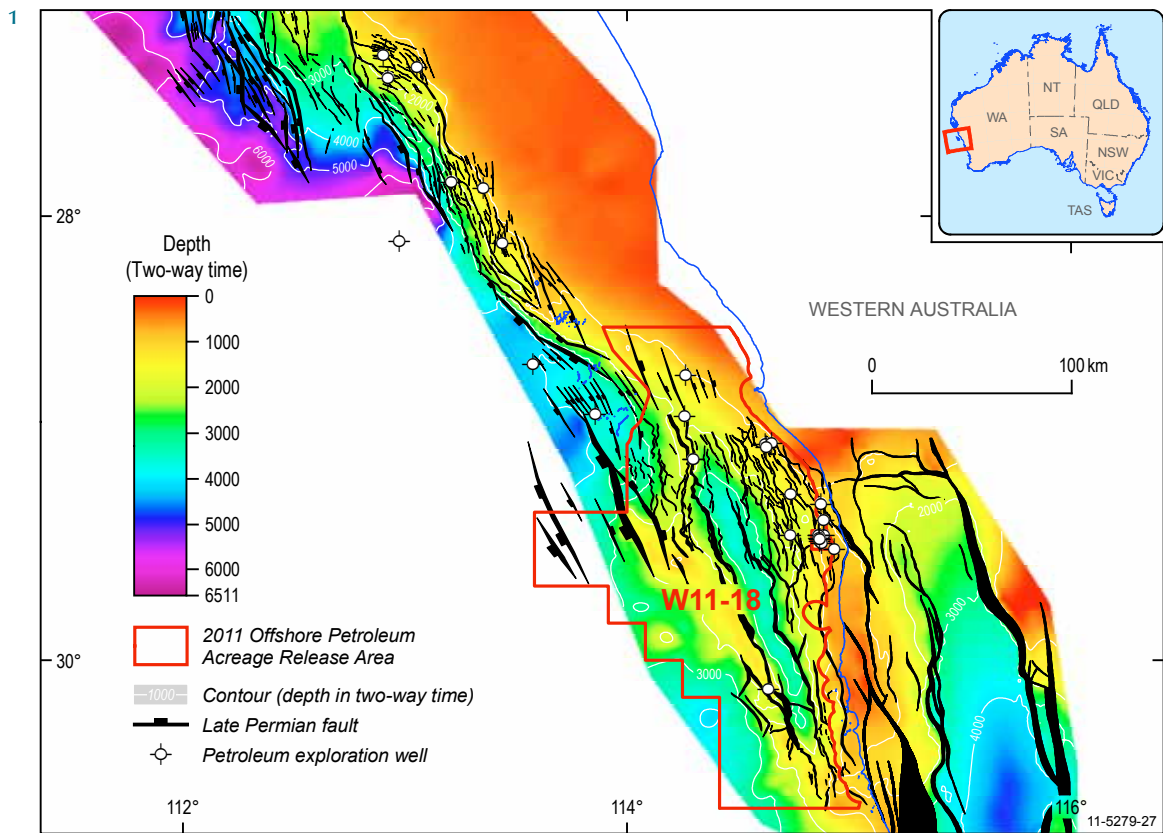 1
NT
QLD
WA
SA
NSW
VIC
TAS
3000
2000
4000
5000
6000
28°
Depth
(Two-way time)
0
1000
2000
3000
4000
5000
6000
6511
WESTERN AUSTRALIA
0 100 km
2000
3000
W11-18
2011 Offshore Petroleum
Acreage Release Area
30°
3000
1000
Contour (depth in two-way time)
Late Permian fault
4000
Petroleum exploration well
112°
114°
116°
11-5279-27